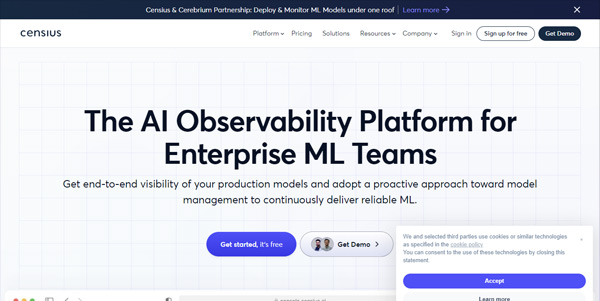 Censius & Cerebrium Partnership: Deploy & Monitor ML Models under one roof | Learn more →
censius
Platform Pricing Solutions Resources Company Sign in Sign up for free Get Demo
The AI Observability Platform for
Enterprise ML Teams
Get end-to-end visibility of your production models and adopt a proactive approach toward model
management to continuously deliver reliable ML.
Get started, it's free
Get Demo
We and selected third parties use cookies or similar technologies
as specified in the cookie policy
You can consent to the use of these technologies by closing this
statement.
Accept
Learn more